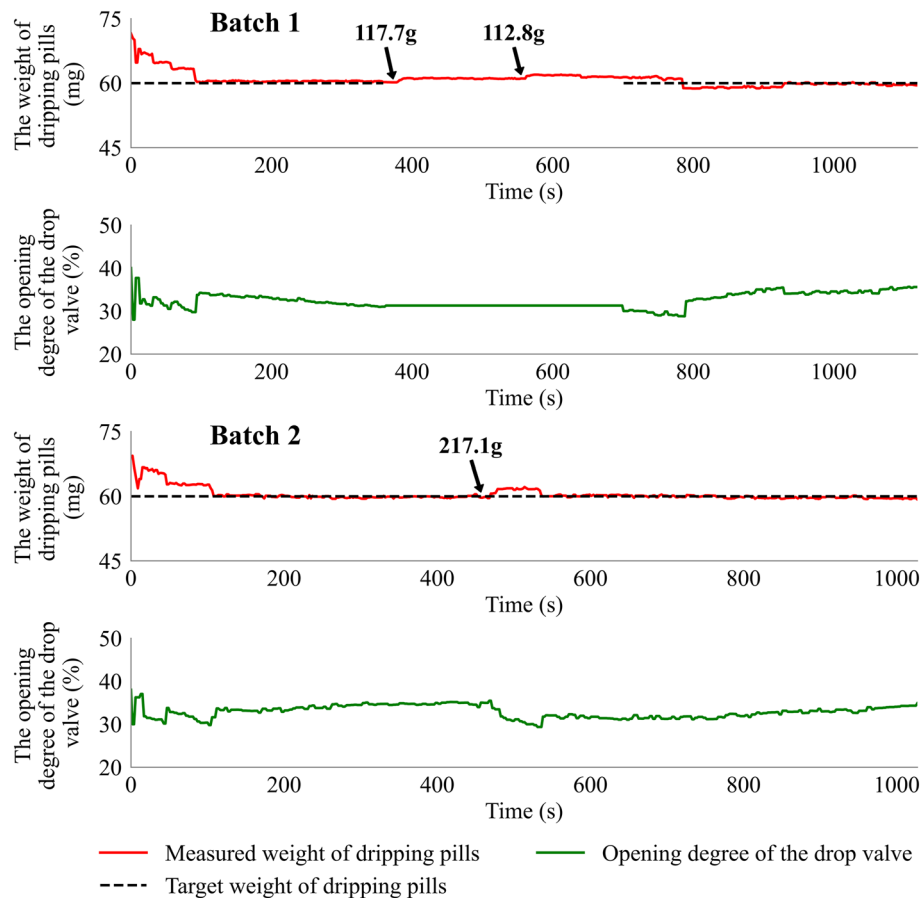 The weight of
dripping pills
(mg)
75
60
45
Batch 1
117.7g
112.8g
0 200 400 600 800 1000
Time (s)
The opening
degree of the drop
valve (%)
50
40
30
20
0 200 400 600 800 1000
Time (s)
The weight of
dripping pills
(mg)
75
60
45
Batch 2
217.1g
0 200 400 600 800 1000
Time (s)
The opening
degree of the drop
valve (%)
50
40
30
20
0 200 400 600 800 1000
Time (s)
Measured weight of dripping pills
Opening degree of the drop valve
Target weight of dripping pills